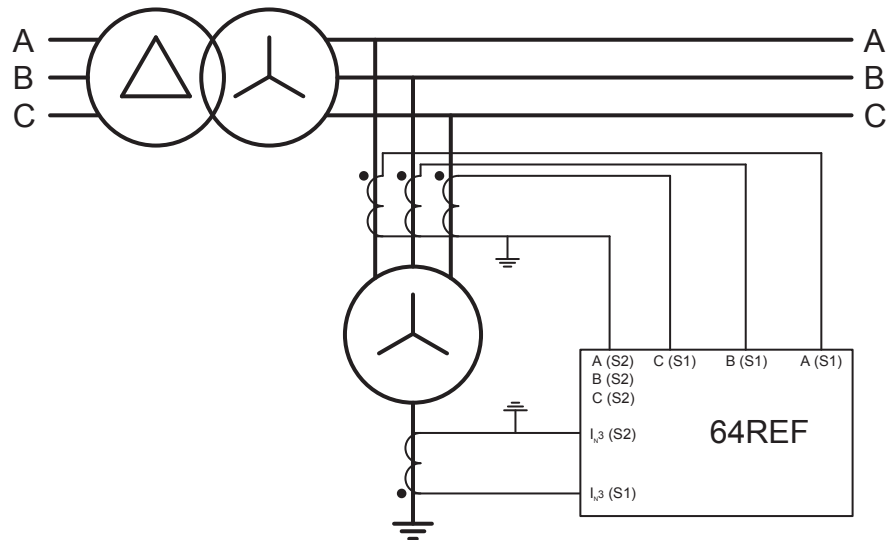 A A
B B
C C
A (S2) C (S1) B (S1) A (S1)
B (S2)
C (S2)
64REF
IN3 (S2)
IN3 (S1)